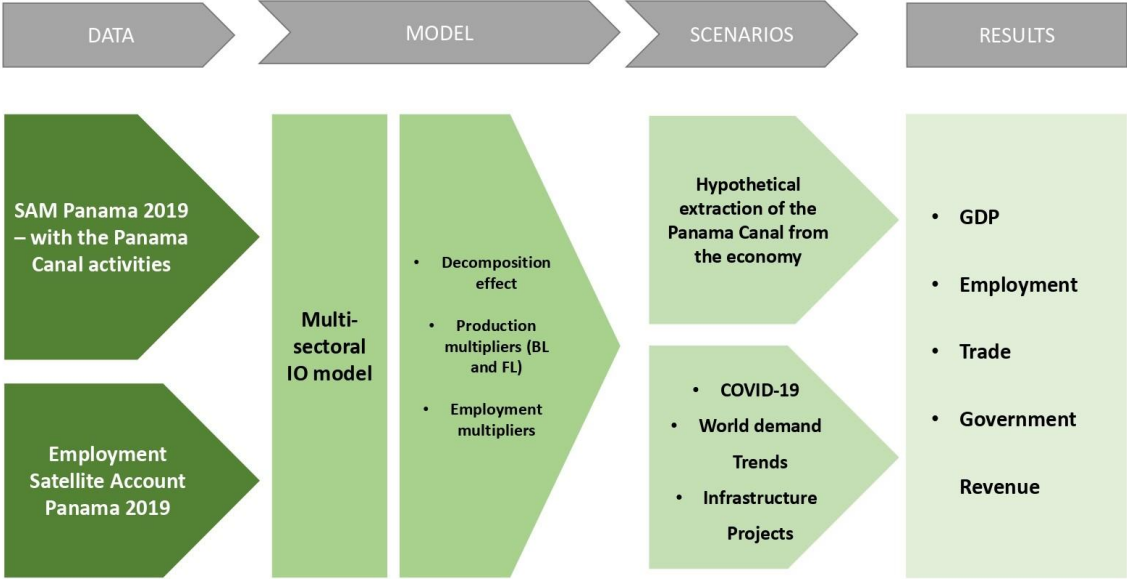 DATA
MODEL
SCENARIOS
RESULTS
SAM Panama 2019
– with the Panama
Canal activities
Employment
Satellite Account
Panama 2019
Multi-
sectoral
IO model
• Decomposition
effect
• Production
multipliers (BL
and FL)
• Employment
multipliers
Hypothetical
extraction of the
Panama Canal from
the economy
• COVID-19
• World demand
Trends
• Infrastructure
Projects
• GDP
• Employment
• Trade
• Government
Revenue